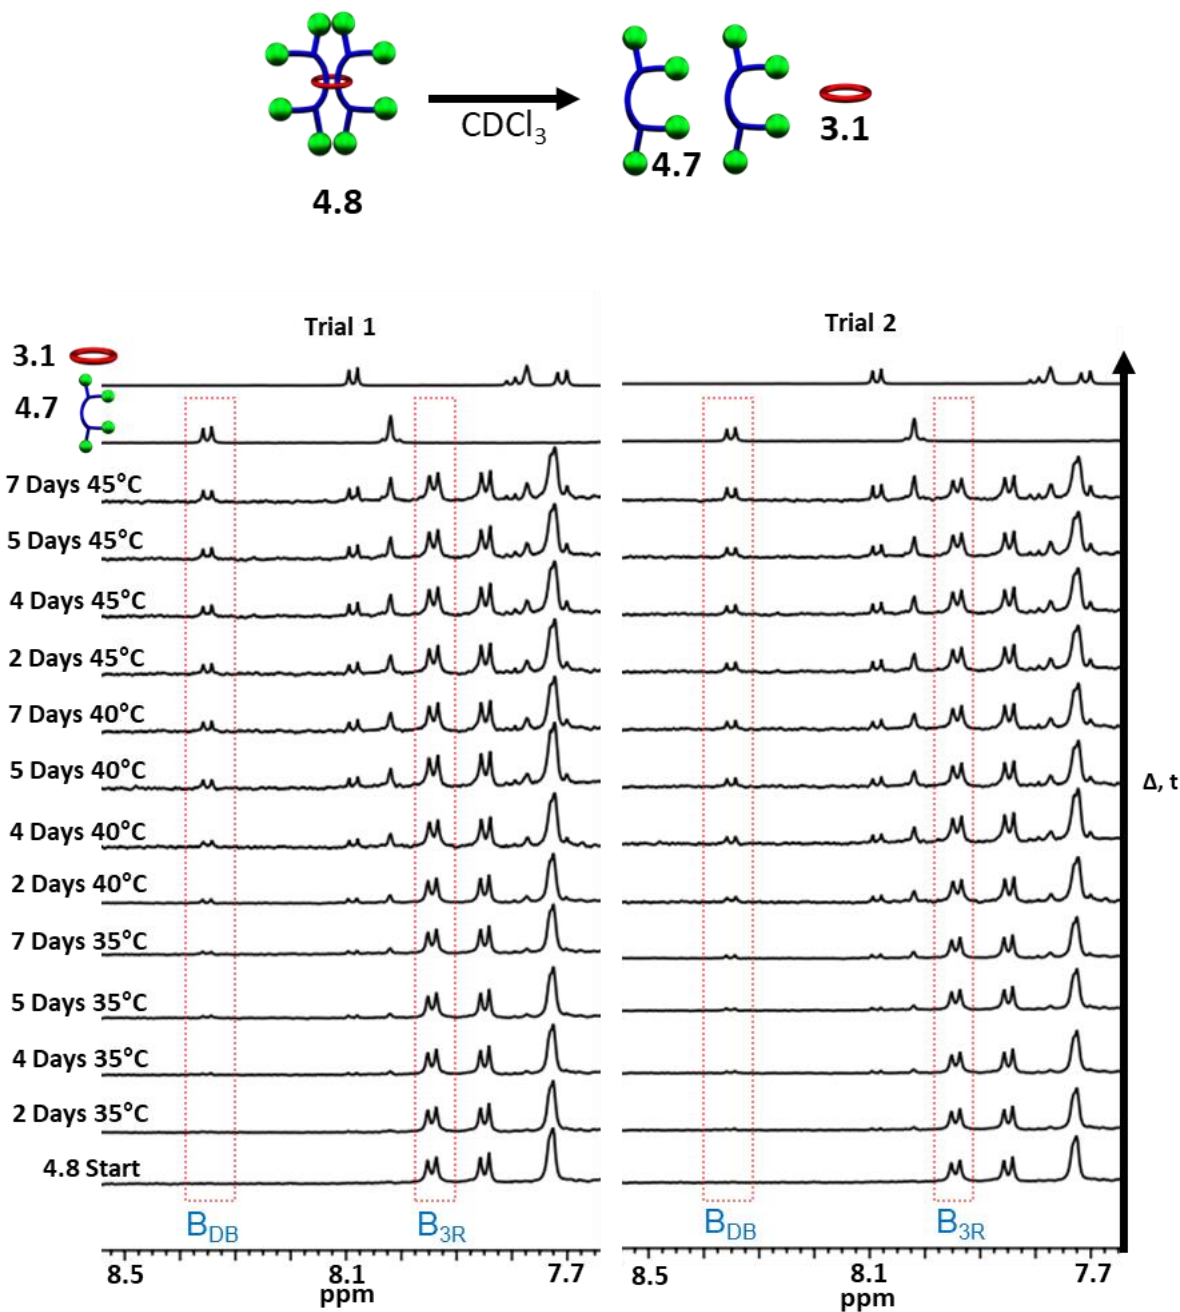 4.8
CDCl3
4.7
3.1
Trial 1
Trial 2
3.1
4.7
7 Days 45°C
5 Days 45°C
4 Days 45°C
2 Days 45°C
7 Days 40°C
5 Days 40°C
4 Days 40°C
2 Days 40°C
7 Days 35°C
5 Days 35°C
4 Days 35°C
2 Days 35°C
4.8 Start
Δ, t
BDB
B3R
BDB
B3R
8.5 8.1 7.7
ppm
8.5 8.1 7.7
ppm